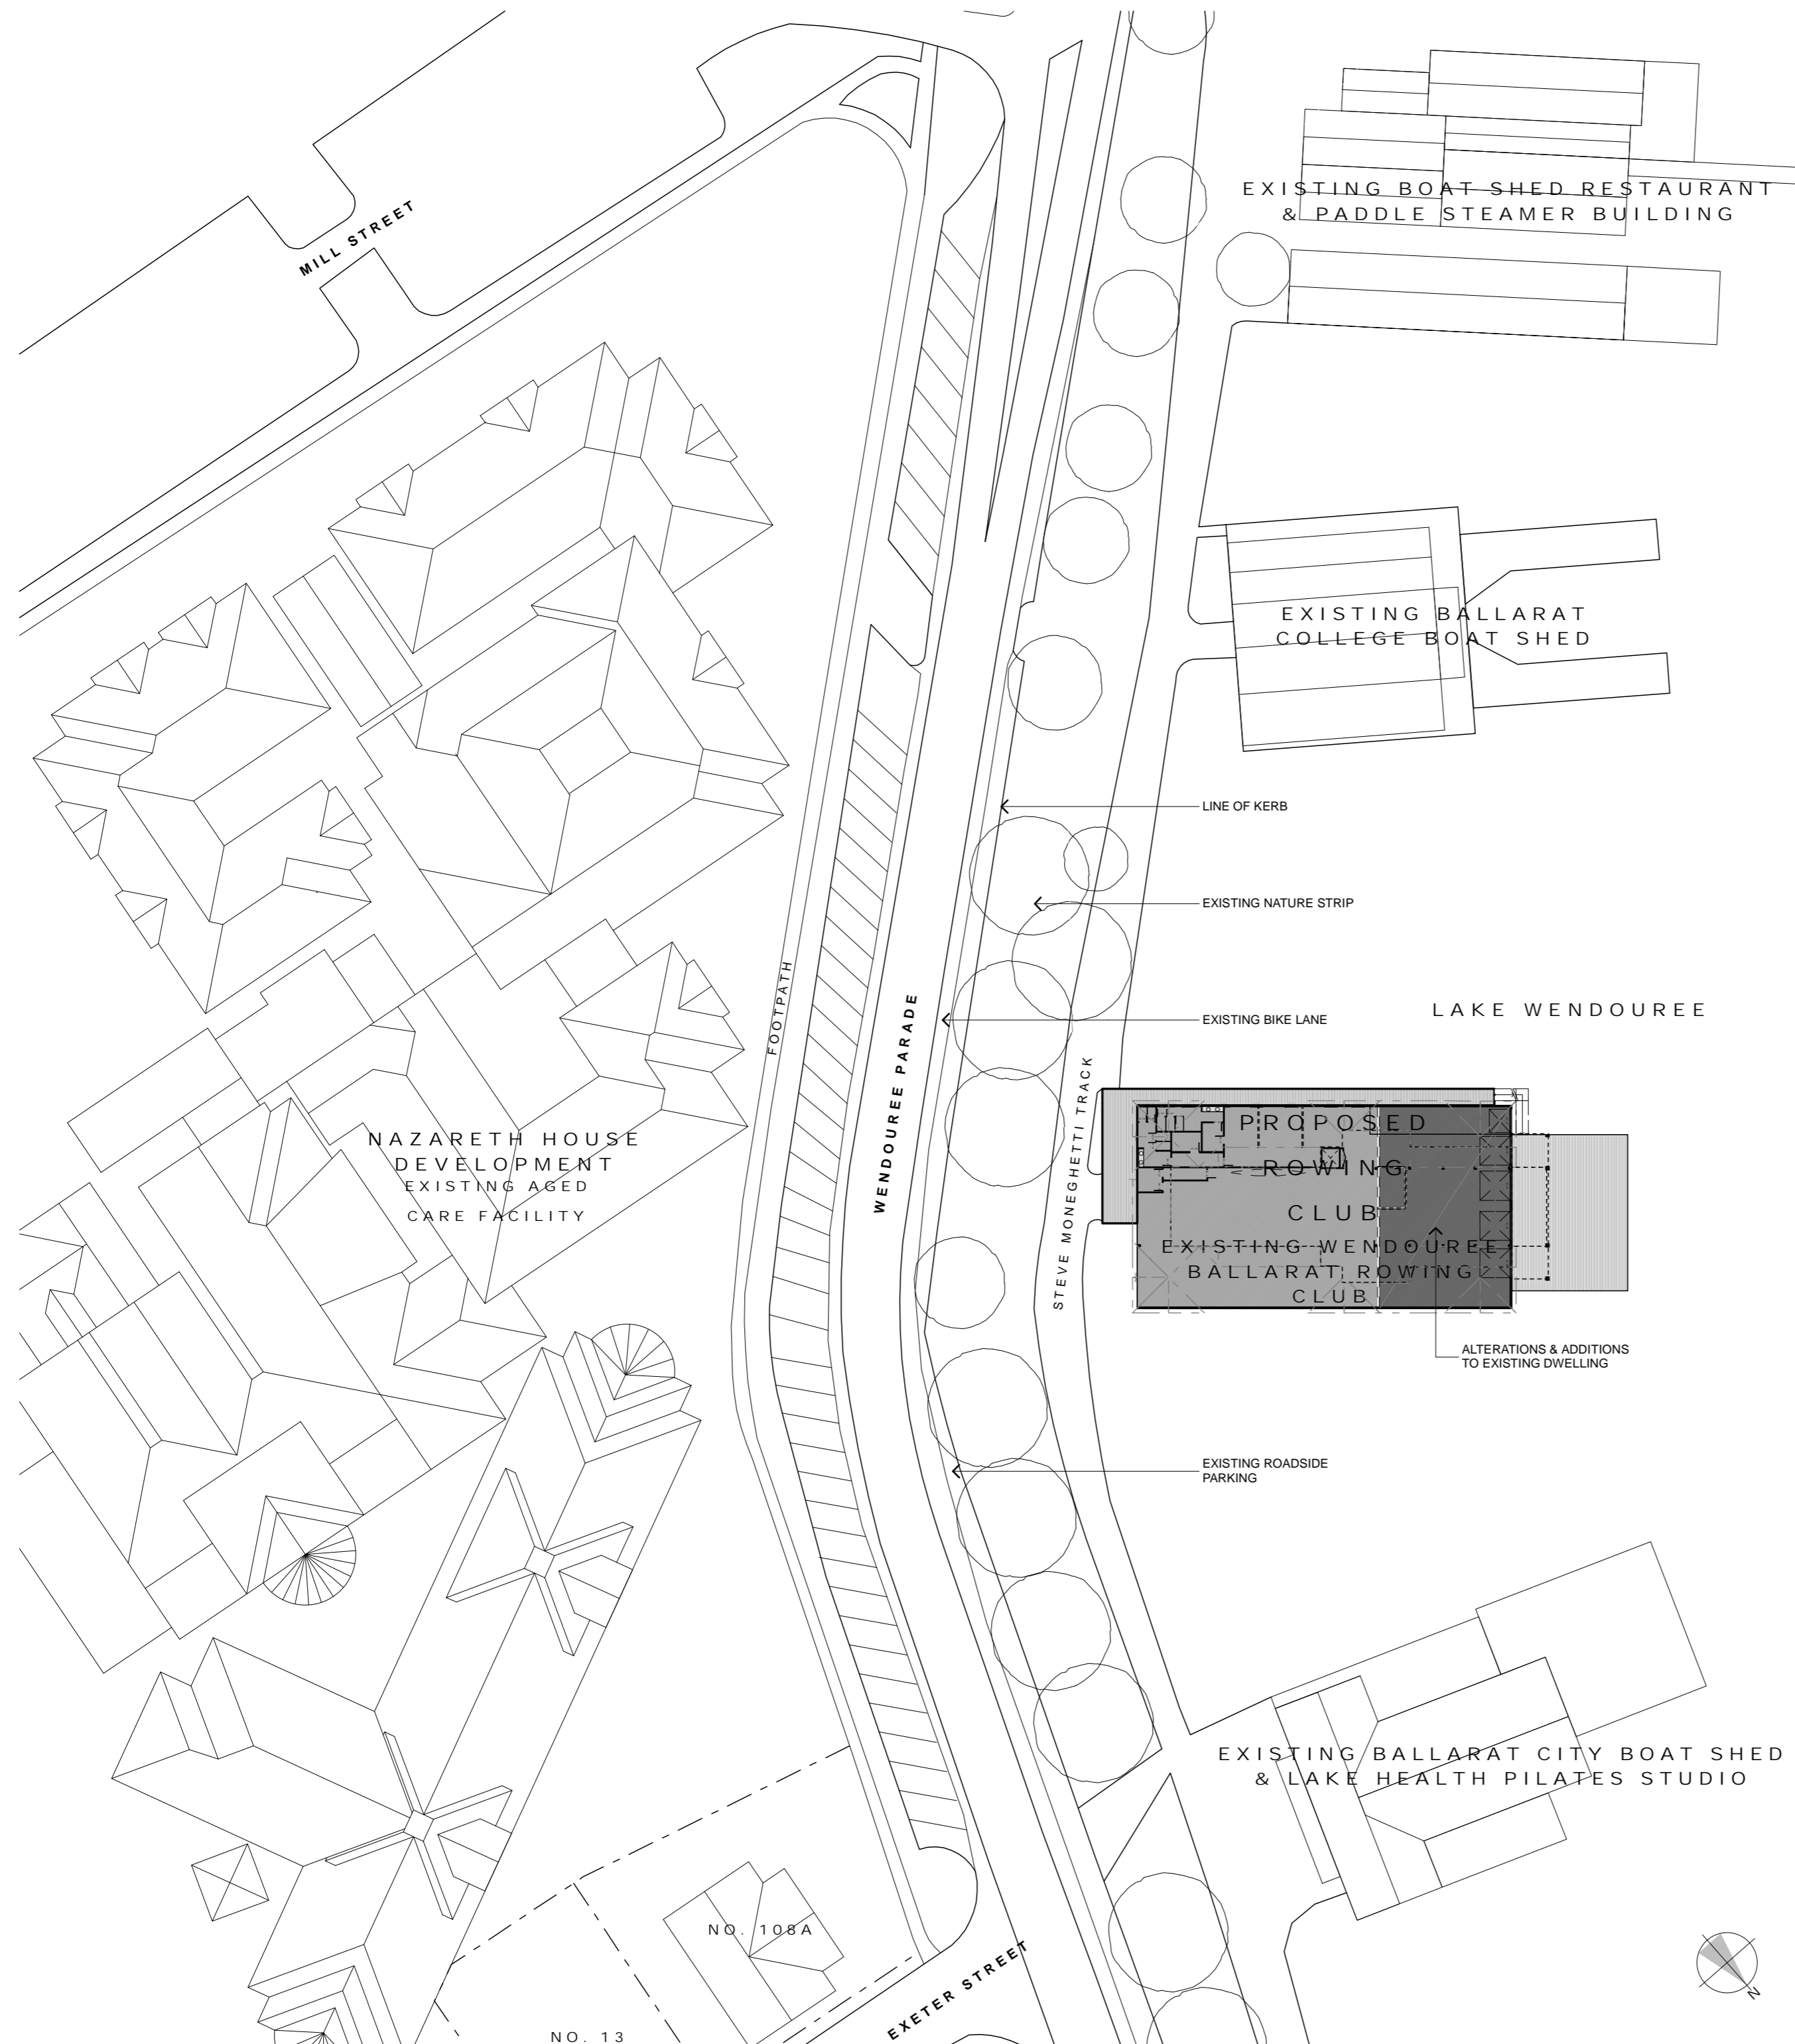 MILL STREET
EXISTING BOAT SHED RESTAURANT
& PADDLE STEAMER BUILDING
EXISTING BALLARAT
COLLEGE BOAT SHED
LINE OF KERB
EXISTING NATURE STRIP
EXISTING BIKE LANE
LAKE WENDOUREE
FOOTPATH
WENDOUREE PARADE
STEVE MONEGHETTI TRACK
NAZARETH HOUSE
DEVELOPMENT
EXISTING AGED
CARE FACILITY
PROPOSED
ROWING
CLUB
EXISTING WENDOUREE
BALLARAT ROWING
CLUB
ALTERATIONS & ADDITIONS
TO EXISTING DWELLING
EXISTING ROADSIDE
PARKING
EXISTING BALLARAT CITY BOAT SHED
& LAKE HEALTH PILATES STUDIO
NO. 108A
EXETER STREET
NO. 13
N